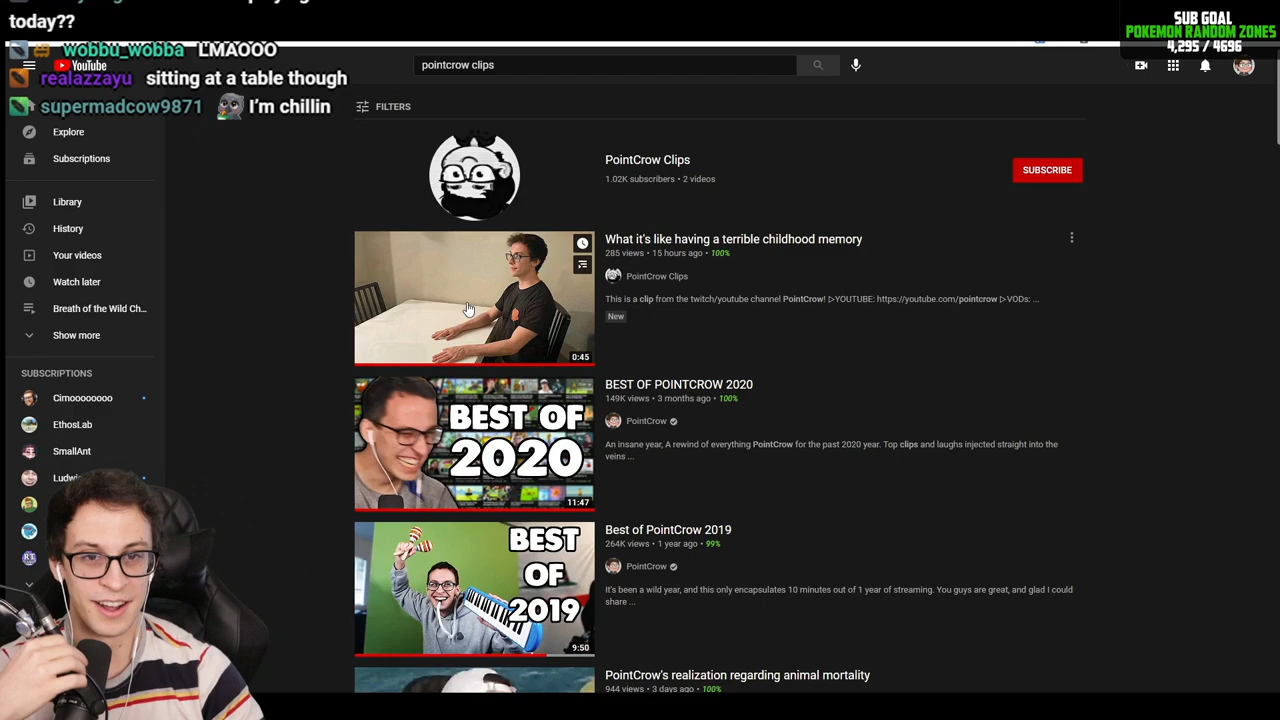 today??
wobbu_wobba LMAOOO
realazzayu sitting at a table though
supermadcow9871 I'm chillin
SUB GOAL
POKEMON RANDOM ZONES
4,295 / 4696
YouTube
pointcrow clips
Explore
Subscriptions
Library
History
Your videos
Watch later
Breath of the Wild Ch...
Show more
SUBSCRIPTIONS
Cimoooooooo
EthosLab
SmallAnt
Ludwi
RT
FILTERS
PointCrow Clips
1.02K subscribers • 2 videos
SUBSCRIBE
0:45
What it's like having a terrible childhood memory
285 views • 15 hours ago • 100%
PointCrow Clips
This is a clip from the twitch/youtube channel PointCrow! ▷YOUTUBE: https://youtube.com/pointcrow ▷VODs: ...
New
BEST OF
2020
11:47
BEST OF POINTCROW 2020
149K views • 3 months ago • 100%
PointCrow
An insane year, A rewind of everything PointCrow for the past 2020 year. Top clips and laughs injected straight into the
veins ...
BEST
OF
2019
9:50
Best of PointCrow 2019
264K views • 1 year ago • 99%
PointCrow
It's been a wild year, and this only encapsulates 10 minutes out of 1 year of streaming. You guys are great, and glad I could
share ...
PointCrow's realization regarding animal mortality
944 views • 3 days ago • 100%